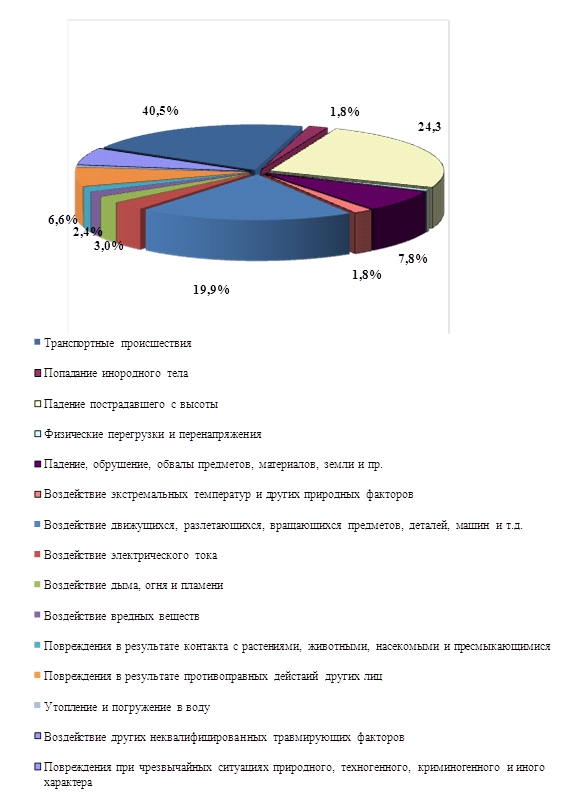 40,5%
1,8%
24,3
6,6%
2,4%
3,0%
7,8%
1,8%
19,9%
Транспортные происшествия
Попадание инородного тела
Падение пострадавшего с высоты
Физические перегрузки и перенапряжения
Падение, обрушение, обвалы предметов, материалов, земли и пр.
Воздействие экстремальных температур и других природных факторов
Воздействие движущихся, разлетающихся, вращающихся предметов, деталей, машин и т.д.
Воздействие электрического тока
Воздействие дыма, огня и пламени
Воздействие вредных веществ
Повреждения в результате контакта с растениями, животными, насекомыми и пресмыкающимися
Повреждения в результате противоправных действий других лиц
Утопление и погружение в воду
Воздействие других неквалифицированных травмирующих факторов
Повреждения при чрезвычайных ситуациях природного, техногенного, криминогенного и иного
характера